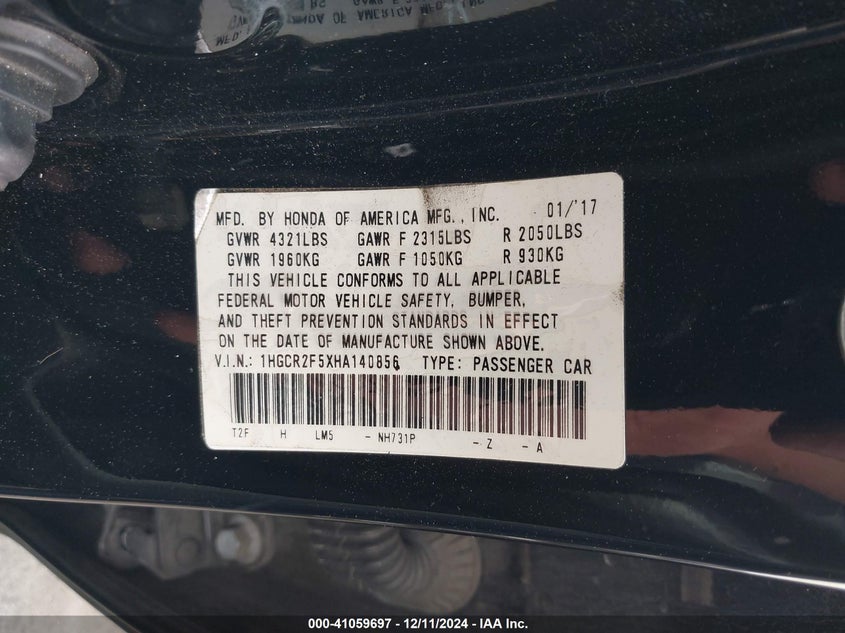 MFD. BY HONDA OF AMERICA MFG., INC. 01/'17
GVWR 4321LBS GAWR F 2315LBS R 2050LBS
GVWR 1960KG GAWR F 1050KG R 930KG
THIS VEHICLE CONFORMS TO ALL APPLICABLE
FEDERAL MOTOR VEHICLE SAFETY, BUMPER,
AND THEFT PREVENTION STANDARDS IN EFFECT
ON THE DATE OF MANUFACTURE SHOWN ABOVE.
V.I.N.: 1HGCR2F5XHA140856 TYPE: PASSENGER CAR
T2F H LM5 - NH731P - Z - A
000-41059697 - 12/11/2024 - IAA Inc.